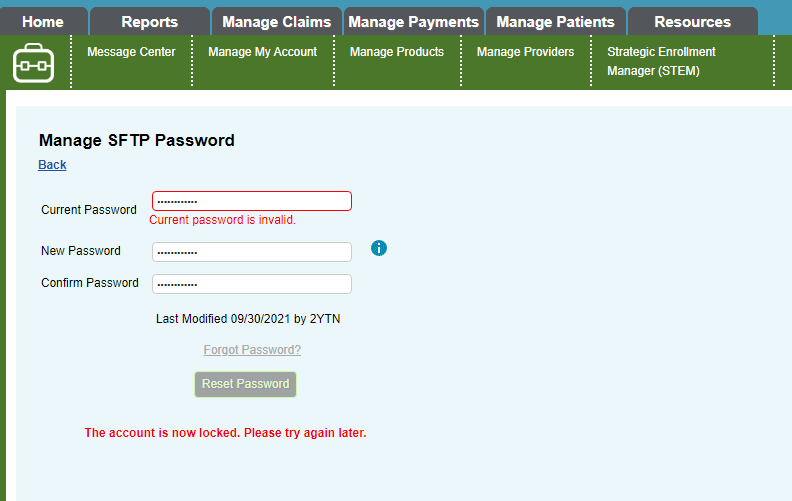 Home Reports Manage Claims Manage Payments Manage Patients Resources
Message Center Manage My Account Manage Products Manage Providers Strategic Enrollment
Manager (STEM)
Manage SFTP Password
Back
Current Password ••••••••••••
Current password is invalid.
New Password •••••••••••• i
Confirm Password ••••••••••••
Last Modified 09/30/2021 by 2YTN
Forgot Password?
Reset Password
The account is now locked. Please try again later.